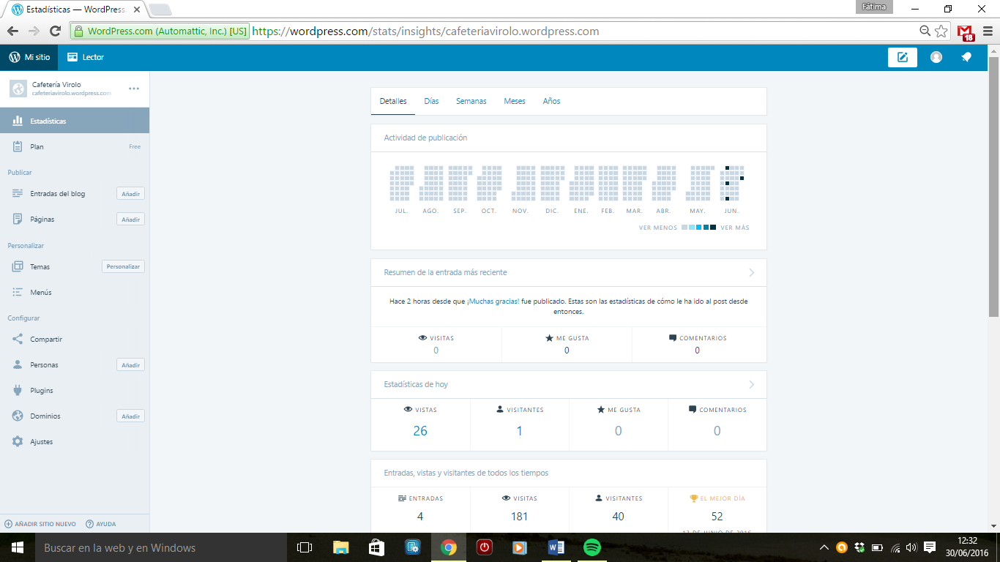 Estadísticas — WordPress.
Fátima
WordPress.com (Automattic, Inc.) [US] https://wordpress.com/stats/insights/cafeteriavirolo.wordpress.com
18
Mi sitio
Lector
Cafetería Virolo
cafeteriavirolo.wordpress.com
Estadísticas
Plan
Free
Publicar
Entradas del blog
Añadir
Páginas
Añadir
Personalizar
Temas
Personalizar
Menús
Configurar
Compartir
Personas
Añadir
Plugins
Dominios
Añadir
Ajustes
AÑADIR SITIO NUEVO
AYUDA
Detalles Días Semanas Meses Años
Actividad de publicación
JUL. AGO. SEP. OCT. NOV. DIC. ENE. FEB. MAR. ABR. MAY. JUN.
VER MENOS VER MÁS
Resumen de la entrada más reciente
Hace 2 horas desde que ¡Muchas gracias! fue publicado. Estas son las estadísticas de cómo le ha ido al post desde
entonces.
VISITAS ME GUSTA COMENTARIOS
0 0 0
Estadísticas de hoy
VISTAS VISITANTES ME GUSTA COMENTARIOS
26 1 0 0
Entradas, vistas y visitantes de todos los tiempos
ENTRADAS VISITAS VISITANTES EL MEJOR DÍA
4 181 40 52
Buscar en la web y en Windows
12:32
30/06/2016